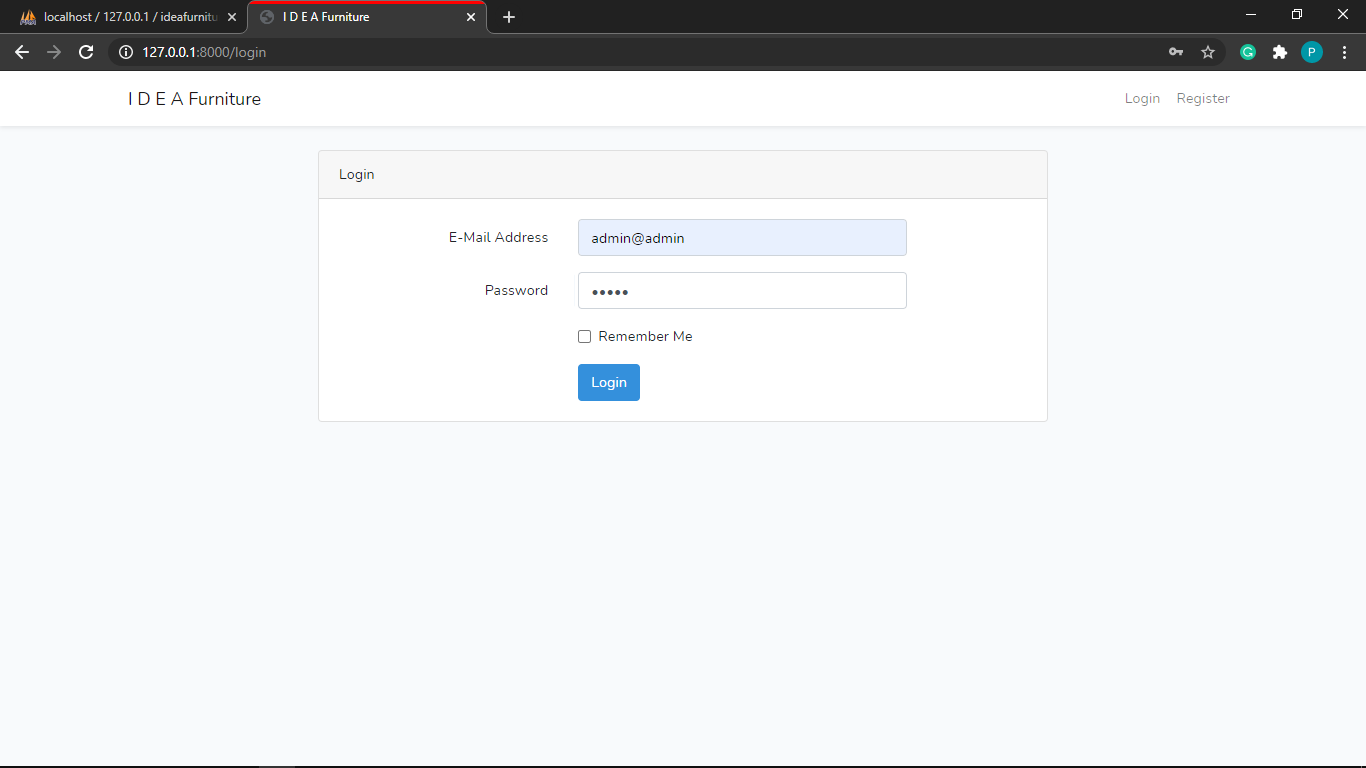 localhost / 127.0.0.1 / ideafurnitu
I D E A Furniture
127.0.0.1:8000/login
G
P
I D E A Furniture
Login Register
Login
E-Mail Address
admin@admin
Password
•••••
Remember Me
Login